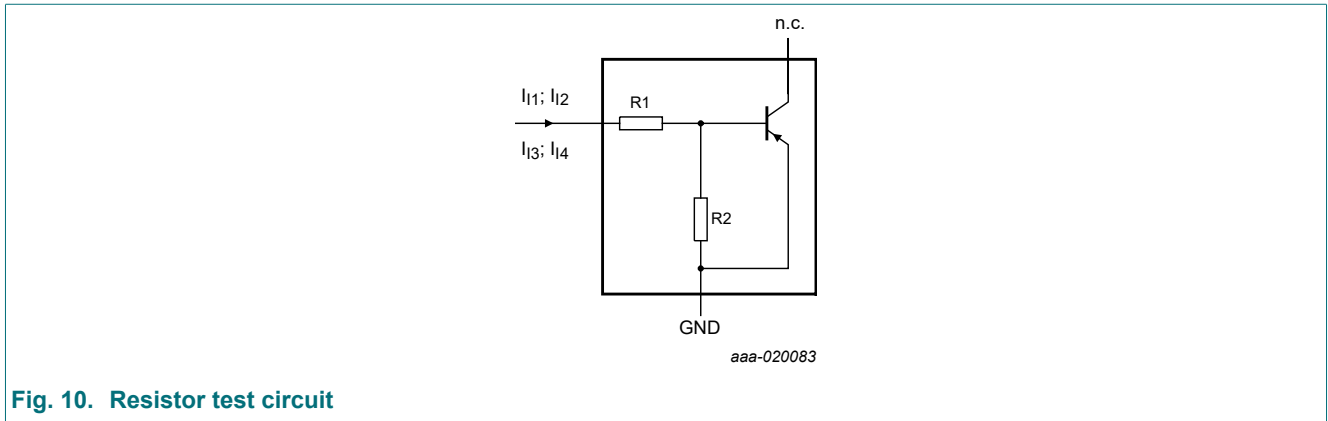 n.c.
I_I1; I_I2
R1
I_I3; I_I4
R2
GND
aaa-020083
Fig. 10. Resistor test circuit